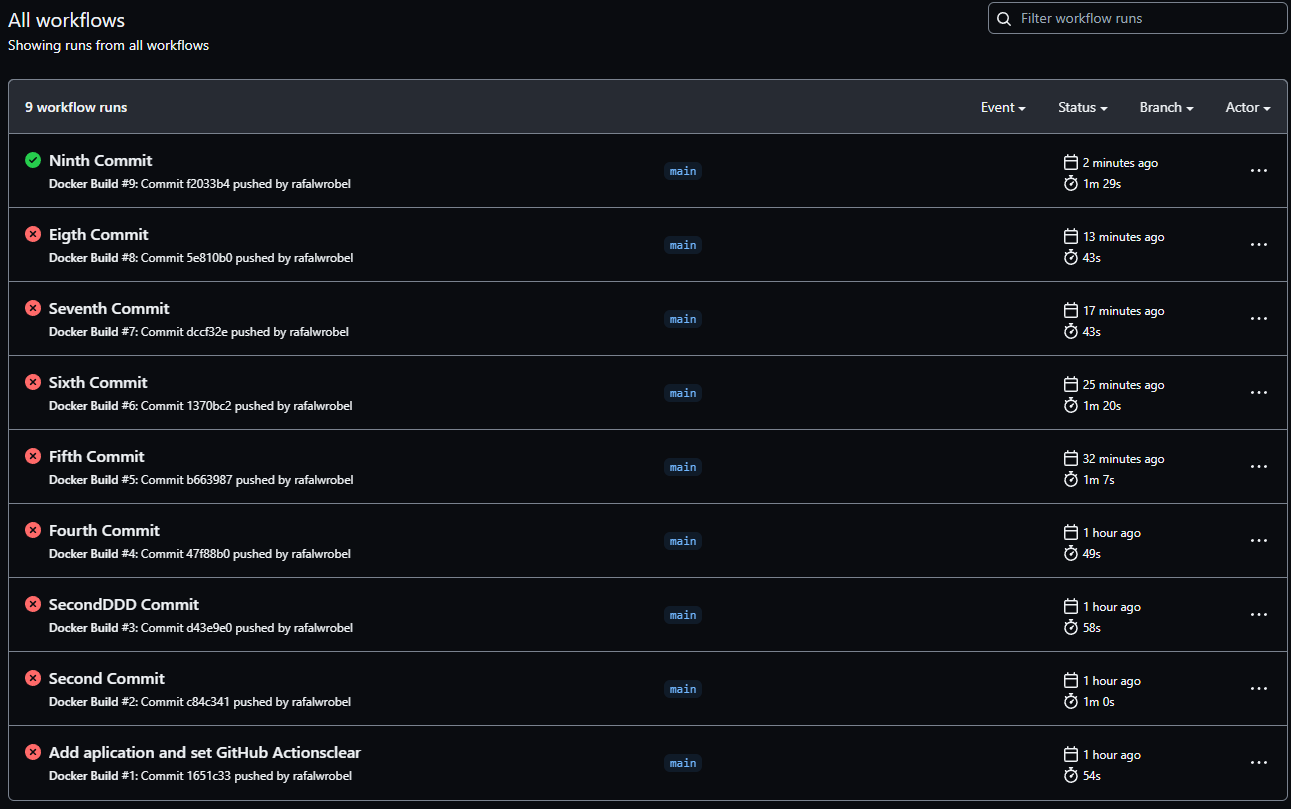 All workflows
Filter workflow runs
Showing runs from all workflows
9 workflow runs
Event
Status
Branch
Actor
Ninth Commit
Docker Build #9: Commit f2033b4 pushed by rafalwrobel
main
2 minutes ago
1m 29s
Eigth Commit
Docker Build #8: Commit 5e810b0 pushed by rafalwrobel
main
13 minutes ago
43s
Seventh Commit
Docker Build #7: Commit dccf32e pushed by rafalwrobel
main
17 minutes ago
43s
Sixth Commit
Docker Build #6: Commit 1370bc2 pushed by rafalwrobel
main
25 minutes ago
1m 20s
Fifth Commit
Docker Build #5: Commit b663987 pushed by rafalwrobel
main
32 minutes ago
1m 7s
Fourth Commit
Docker Build #4: Commit 47f88b0 pushed by rafalwrobel
main
1 hour ago
49s
SecondDDD Commit
Docker Build #3: Commit d43e9e0 pushed by rafalwrobel
main
1 hour ago
58s
Second Commit
Docker Build #2: Commit c84c341 pushed by rafalwrobel
main
1 hour ago
1m 0s
Add aplication and set GitHub Actionsclear
Docker Build #1: Commit 1651c33 pushed by rafalwrobel
main
1 hour ago
54s